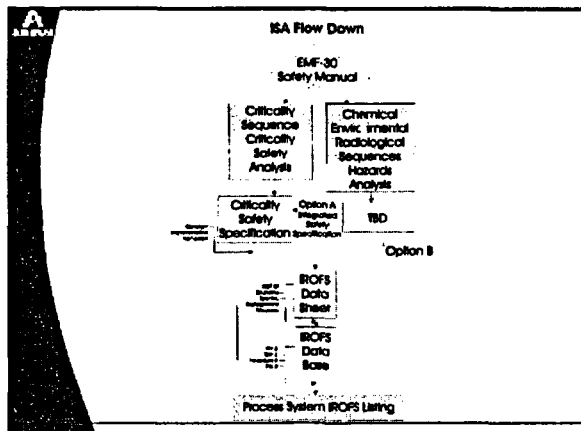 ISA Flow Down
EMF-30
Safety Manual
Criticality
Sequence
Criticality
Safety
Analysis
Chemical
Radiological
Sequences
Hazards
Analysis
Criticality
Safety
Specification
Option A
Integrated
Safety
Specification
TBD
Option B
IROFS
Data
Sheet
IROFS
Data
Base
Process System IROFS Listing